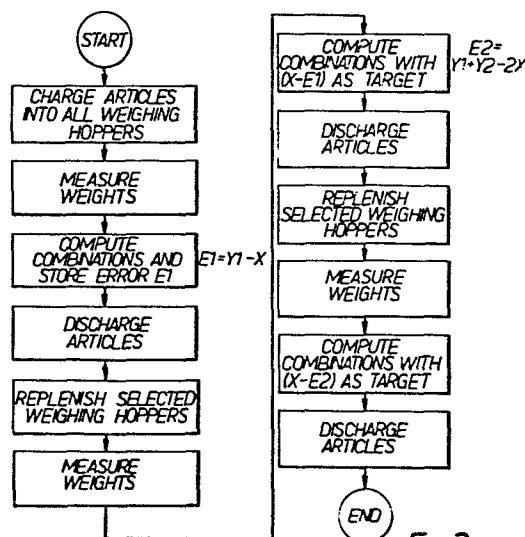 START
CHARGE ARTICLES
INTO ALL WEIGHING
HOPPERS
MEASURE
WEIGHTS
COMPUTE
COMBINATIONS AND
STORE ERROR E1
E1=Y1-X
DISCHARGE
ARTICLES
REPLENISH SELECTED
WEIGHING HOPPERS
MEASURE
WEIGHTS
COMPUTE
COMBINATIONS WITH
(X-E1) AS TARGET
E2=
Y1+Y2-2X
DISCHARGE
ARTICLES
REPLENISH
SELECTED WEIGHING
HOPPERS
MEASURE
WEIGHTS
COMPUTE
COMBINATIONS WITH
(X-E2) AS TARGET
DISCHARGE
ARTICLES
END